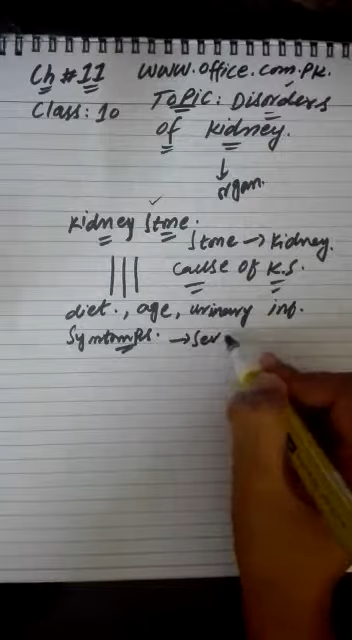 Ch # 11 www.office.com.pk.
Class: 10 Topic: Disorders
of kidney.
organ.
kidney stone.
Stone → kidney.
cause of K.S.
diet., age, urinary inf.
Symtomps. → Sev